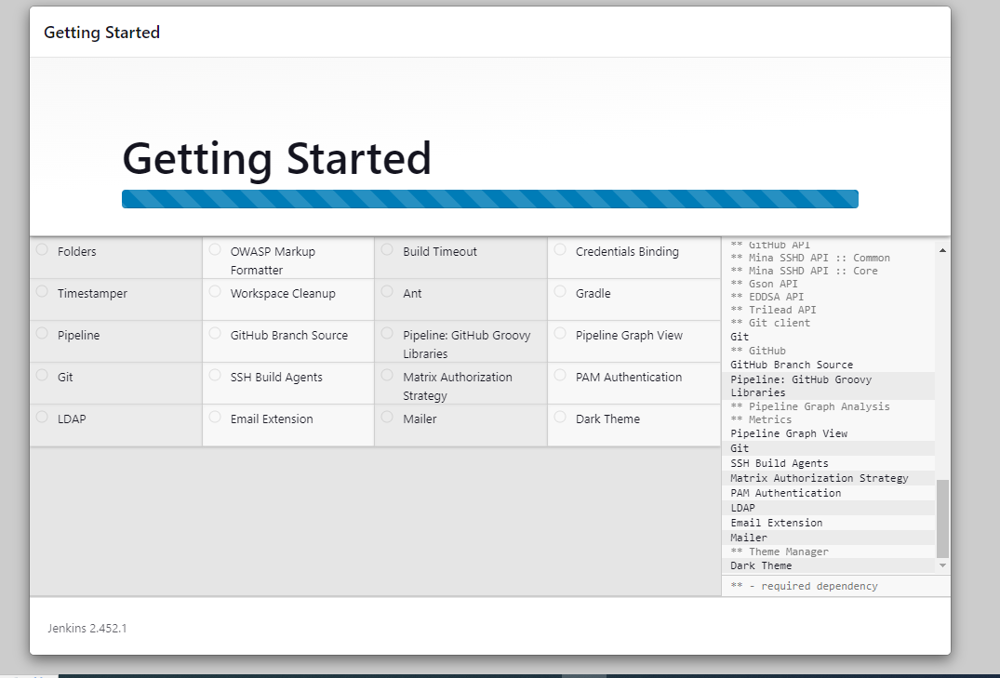 Getting Started
Getting Started
Folders
OWASP Markup
Formatter
Build Timeout
Credentials Binding
Timestamper
Workspace Cleanup
Ant
Gradle
Pipeline
GitHub Branch Source
Pipeline: GitHub Groovy
Libraries
Pipeline Graph View
Git
SSH Build Agents
Matrix Authorization
Strategy
PAM Authentication
LDAP
Email Extension
Mailer
Dark Theme
** GitHub API
** Mina SSHD API :: Common
** Mina SSHD API :: Core
** Gson API
** EDDSA API
** Trilead API
** Git client
Git
** GitHub
GitHub Branch Source
Pipeline: GitHub Groovy
Libraries
** Pipeline Graph Analysis
** Metrics
Pipeline Graph View
Git
SSH Build Agents
Matrix Authorization Strategy
PAM Authentication
LDAP
Email Extension
Mailer
** Theme Manager
Dark Theme
** - required dependency
Jenkins 2.452.1